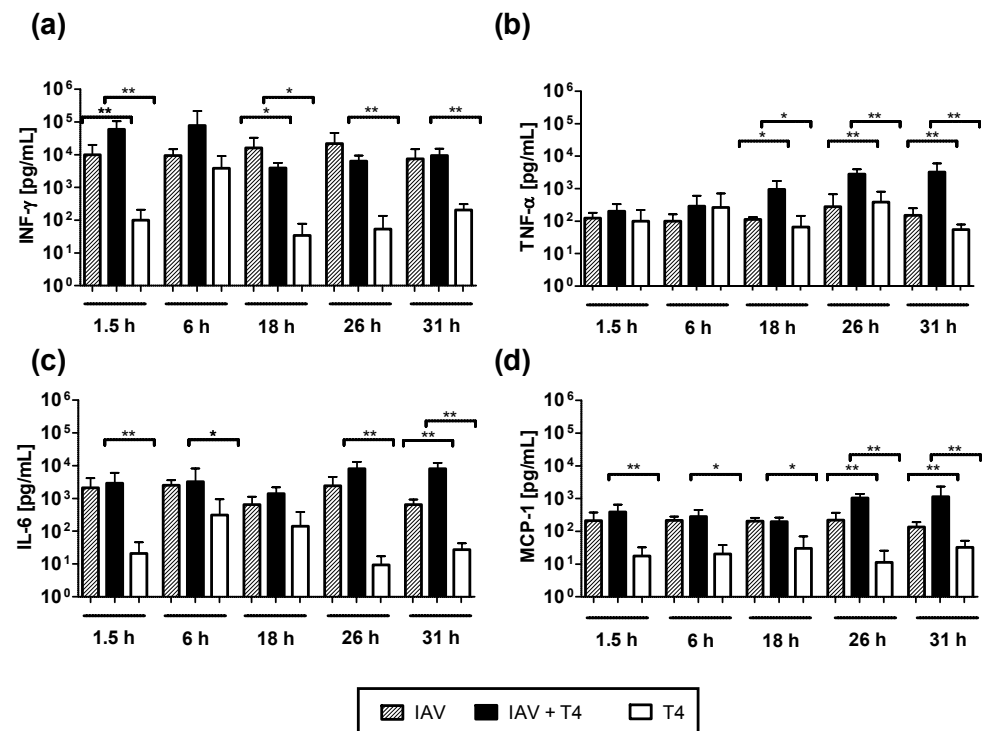 (a)
INF-γ [pg/mL]
10⁶
10⁵
10⁴
10³
10²
10¹
10⁰
** ** * * ** **
1.5 h 6 h 18 h 26 h 31 h
(b)
TNF-α [pg/mL]
10⁶
10⁵
10⁴
10³
10²
10¹
10⁰
* * ** ** ** **
1.5 h 6 h 18 h 26 h 31 h
(c)
IL-6 [pg/mL]
10⁶
10⁵
10⁴
10³
10²
10¹
10⁰
** * ** ** **
1.5 h 6 h 18 h 26 h 31 h
(d)
MCP-1 [pg/mL]
10⁶
10⁵
10⁴
10³
10²
10¹
10⁰
** * * ** ** ** **
1.5 h 6 h 18 h 26 h 31 h
IAV IAV + T4 T4